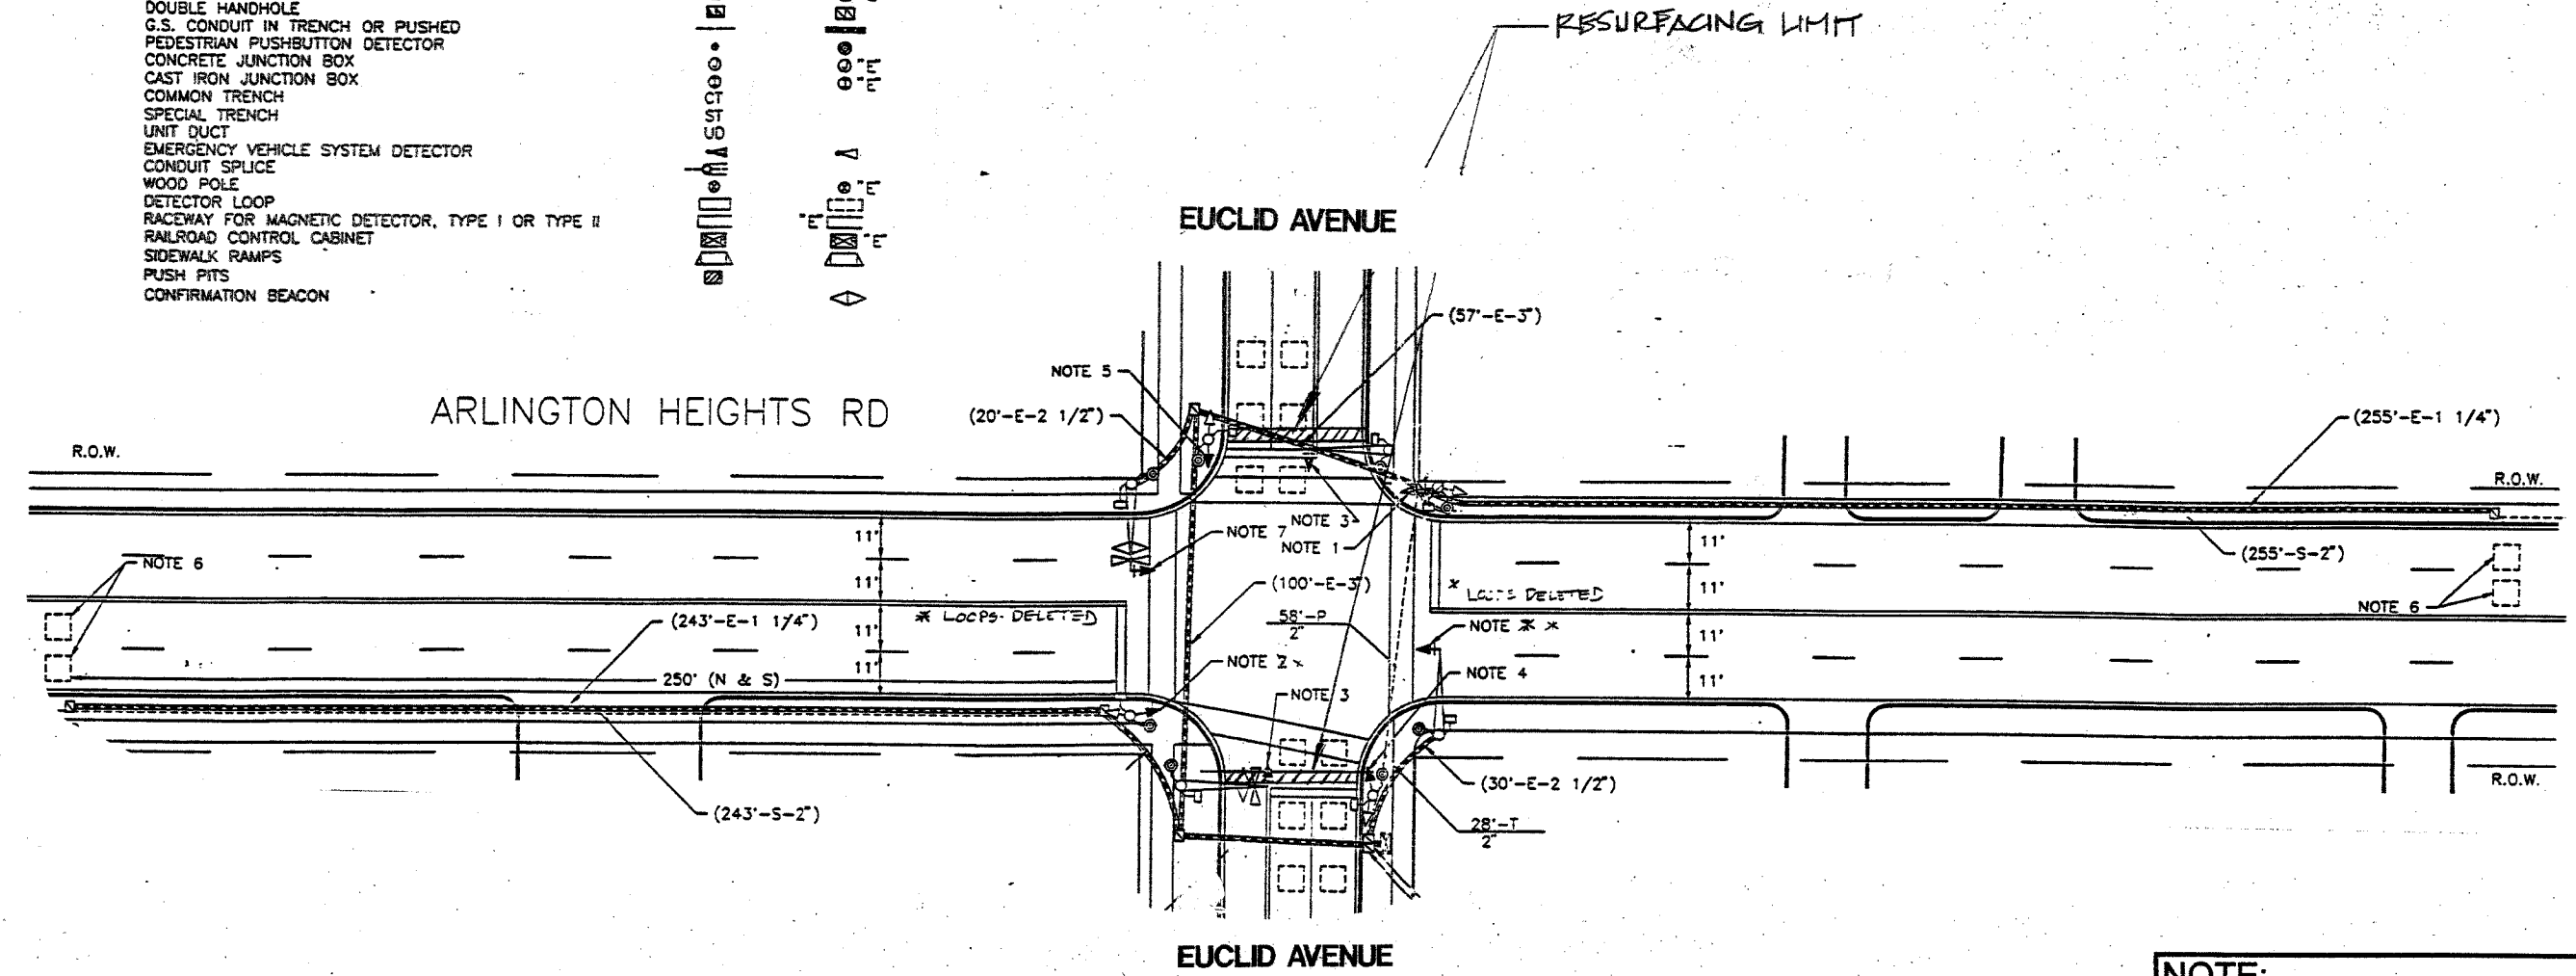 DOUBLE HANDHOLE
G.S. CONDUIT IN TRENCH OR PUSHED
PEDESTRIAN PUSHBUTTON DETECTOR
CONCRETE JUNCTION BOX "E"
CAST IRON JUNCTION BOX "E"
COMMON TRENCH CT
SPECIAL TRENCH ST
UNIT DUCT UD
EMERGENCY VEHICLE SYSTEM DETECTOR
CONDUIT SPLICE
WOOD POLE "E"
DETECTOR LOOP
RACEWAY FOR MAGNETIC DETECTOR, TYPE I OR TYPE II "E"
RAILROAD CONTROL CABINET "E"
SIDEWALK RAMPS
PUSH PITS
CONFIRMATION BEACON
RESURFACING LIMIT
EUCLID AVENUE
(57'-E-3")
NOTE 5
ARLINGTON HEIGHTS RD
(20'-E-2 1/2")
(255'-E-1 1/4")
R.O.W.
R.O.W.
NOTE 3
NOTE 7
NOTE 1
11'
11'
(255'-S-2")
NOTE 6
11'
(100'-E-3")
11'
* LOOPS DELETED
NOTE 6
(243'-E-1 1/4")
* LOOPS DELETED
58'-P
2"
NOTE * *
11'
11'
NOTE 2 *
11'
11'
250' (N & S)
NOTE 3
NOTE 4
(243'-S-2")
(30'-E-2 1/2")
R.O.W.
28'-T
2"
EUCLID AVENUE
NOTE: